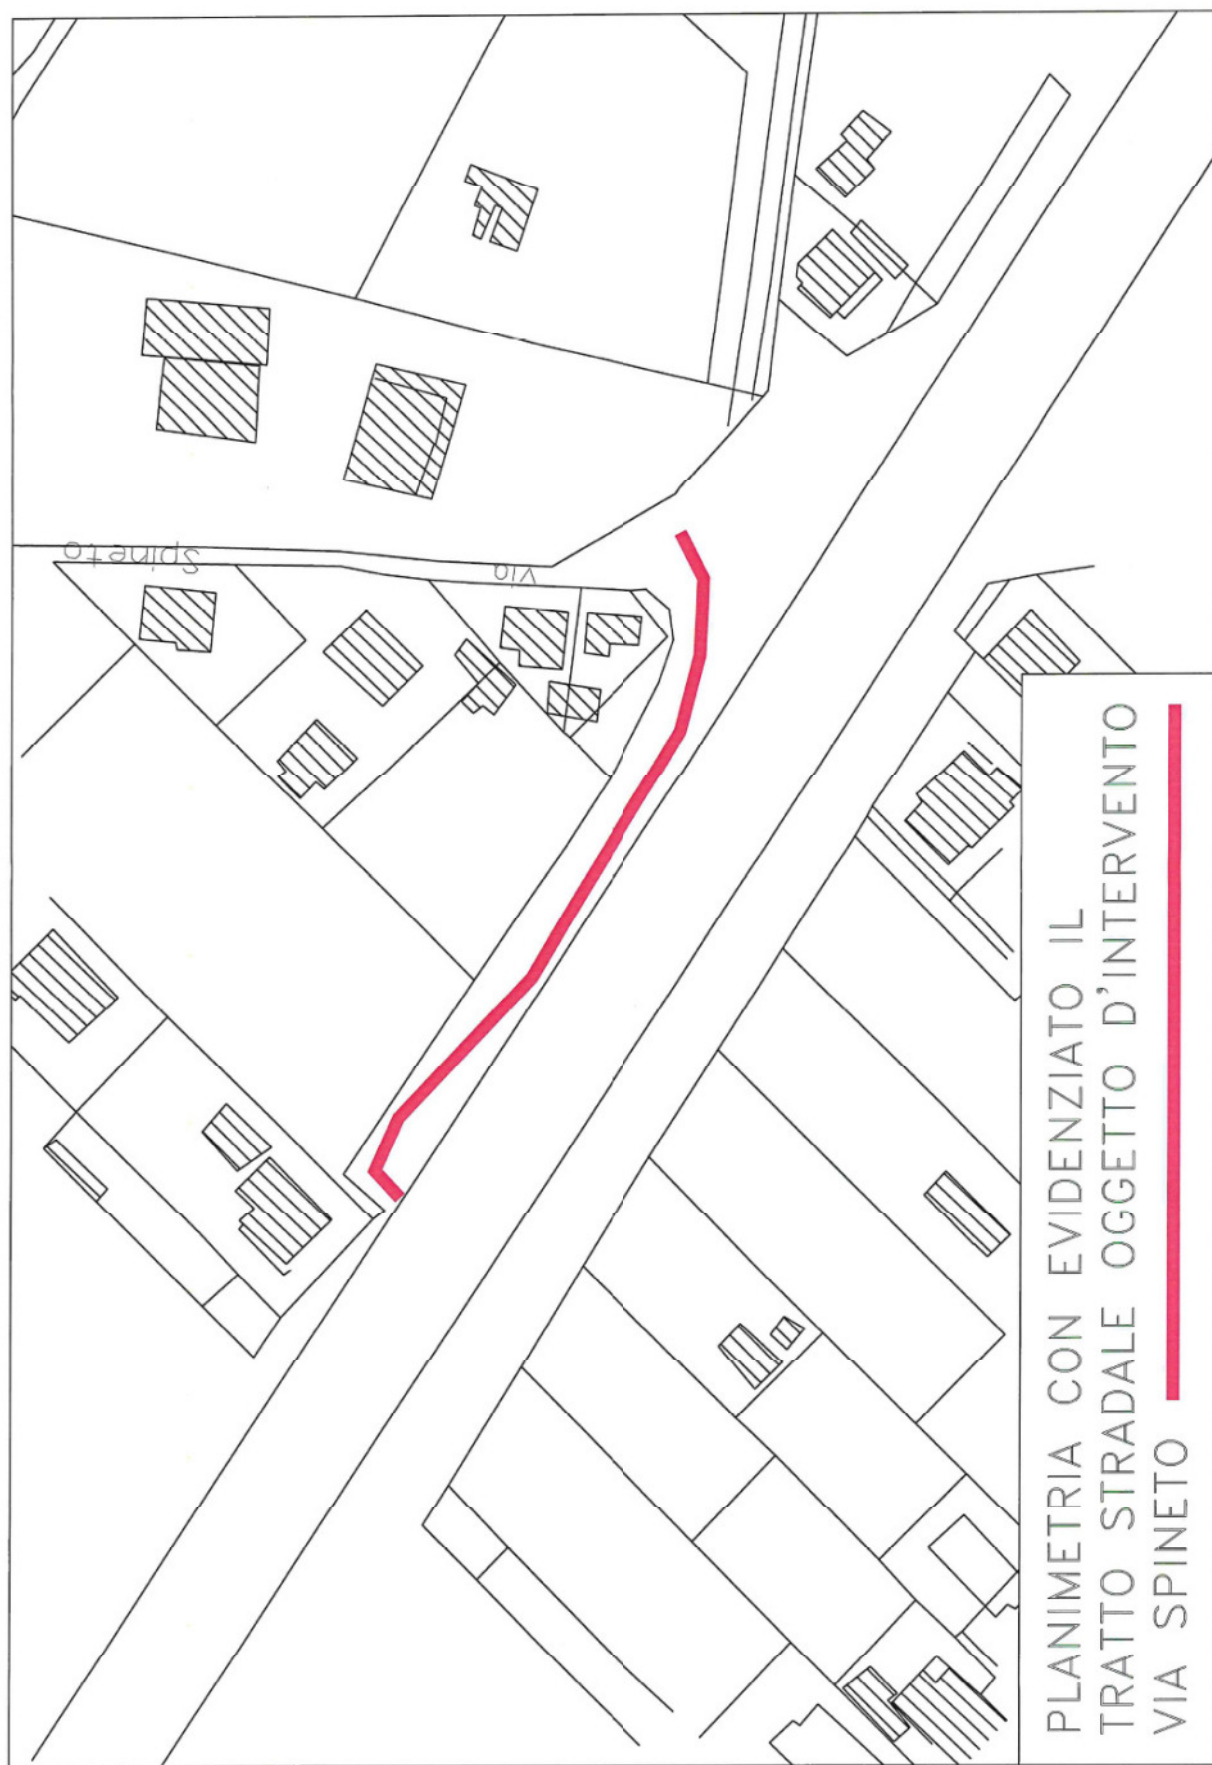 Via
Spineto
PLANIMETRIA CON EVIDENZIATO IL
TRATTO STRADALE OGGETTO D'INTERVENTO
VIA SPINETO